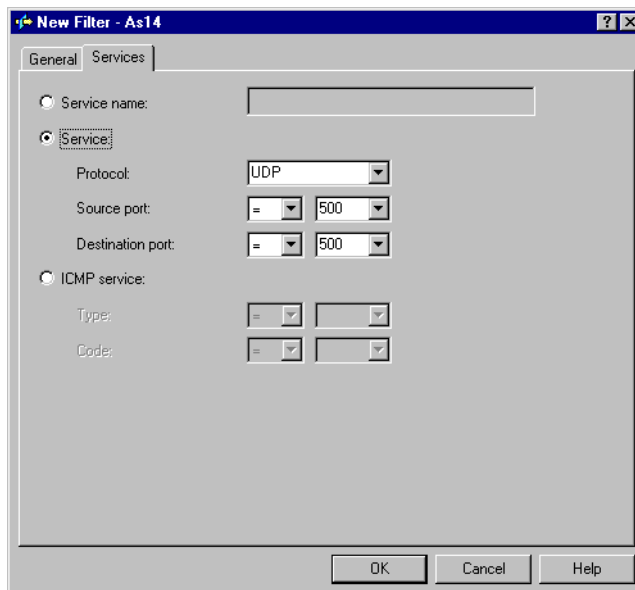 New Filter - As14
General Services
Service name:
Service:
Protocol: UDP
Source port: = 500
Destination port: = 500
ICMP service:
Type: =
Code: =
OK Cancel Help